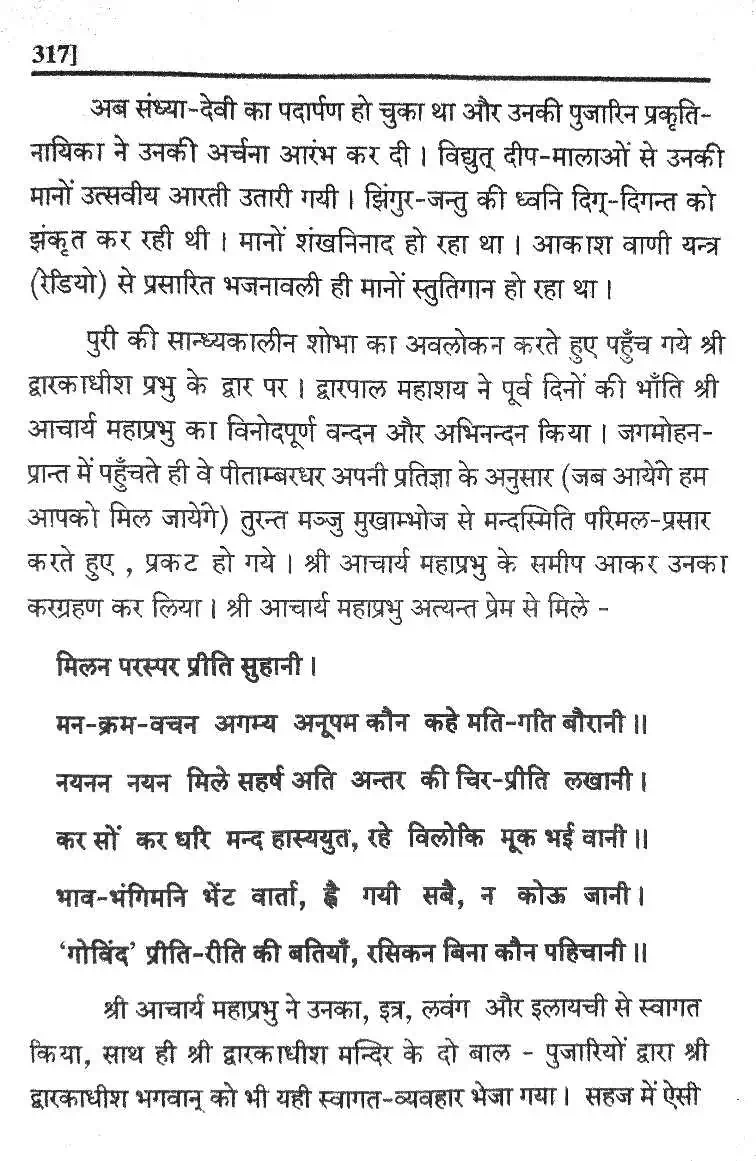 317]
अब संध्या-देवी का पदार्पण हो चुका था और उनकी पुजारिन प्रकृति-
नायिका ने उनकी अर्चना आरंभ कर दी । विद्युत् दीप-मालाओं से उनकी
मानों उत्सवीय आरती उतारी गयी । झिंगुर-जन्तु की ध्वनि दिग्-दिगन्त को
झंकृत कर रही थी । मानों शंखनिनाद हो रहा था । आकाश वाणी यन्त्र
(रेडियो) से प्रसारित भजनावली ही मानों स्तुतिगान हो रहा था ।
पुरी की सान्ध्यकालीन शोभा का अवलोकन करते हुए पहुँच गये श्री
द्वारकाधीश प्रभु के द्वार पर । द्वारपाल महाशय ने पूर्व दिनों की भाँति श्री
आचार्य महाप्रभु का विनोदपूर्ण वन्दन और अभिनन्दन किया । जगमोहन-
प्रान्त में पहुँचते ही वे पीताम्बरधर अपनी प्रतिज्ञा के अनुसार (जब आयेंगे हम
आपको मिल जायेंगे) तुरन्त मञ्जु मुखाम्भोज से मन्दस्मिति परिमल-प्रसार
करते हुए , प्रकट हो गये । श्री आचार्य महाप्रभु के समीप आकर उनका
करग्रहण कर लिया । श्री आचार्य महाप्रभु अत्यन्त प्रेम से मिले -
मिलन परस्पर प्रीति सुहानी ।
मन-क्रम-वचन अगम्य अनूपम कौन कहे मति-गति बौरानी ।।
नयनन नयन मिले सहर्ष अति अन्तर की चिर-प्रीति लखानी ।
कर सों कर धरि मन्द हास्ययुत, रहे विलोकि मूक भई वानी ।।
भाव-भंगिमनि भेंट वार्ता, ह्वै गयी सबै, न कोऊ जानी ।
‘गोविंद’ प्रीति-रीति की बतियाँ, रसिकन बिना कौन पहिचानी ।।
श्री आचार्य महाप्रभु ने उनका, इत्र, लवंग और इलायची से स्वागत
किया, साथ ही श्री द्वारकाधीश मन्दिर के दो बाल - पुजारियों द्वारा श्री
द्वारकाधीश भगवान् को भी यही स्वागत-व्यवहार भेजा गया । सहज में ऐसी